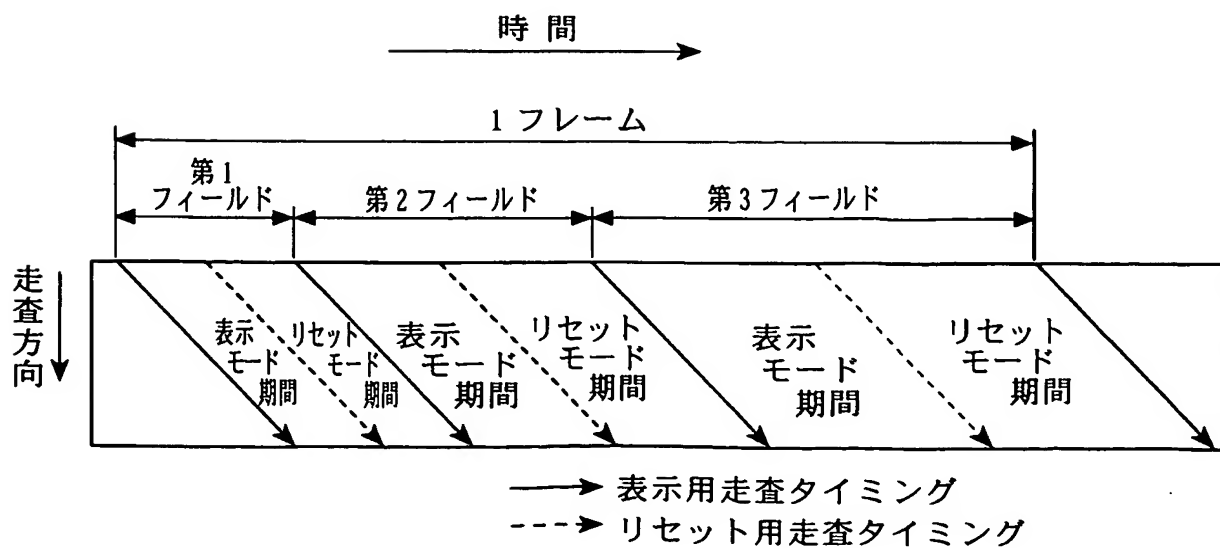 時間
1フレーム
第1
フィールド
第2フィールド
第3フィールド
走査方向
表示
モード
期間
リセット
モード
期間
表示
モード
期間
リセット
モード
期間
表示
モード
期間
リセット
モード
期間
表示用走査タイミング
リセット用走査タイミング